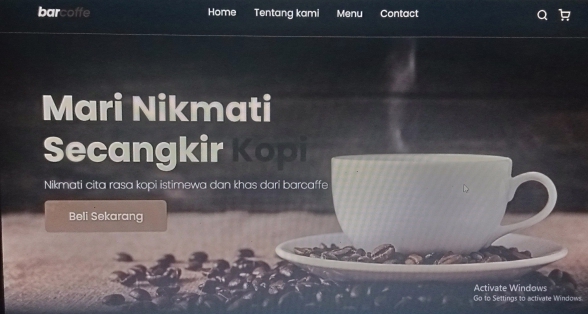 barcoffe
Home Tentang kami Menu Contact
Mari Nikmati
Secangkir Kopi
Nikmati cita rasa kopi istimewa dan khas dari barcaffe
Beli Sekarang
Activate Windows
Go to Settings to activate Windows.